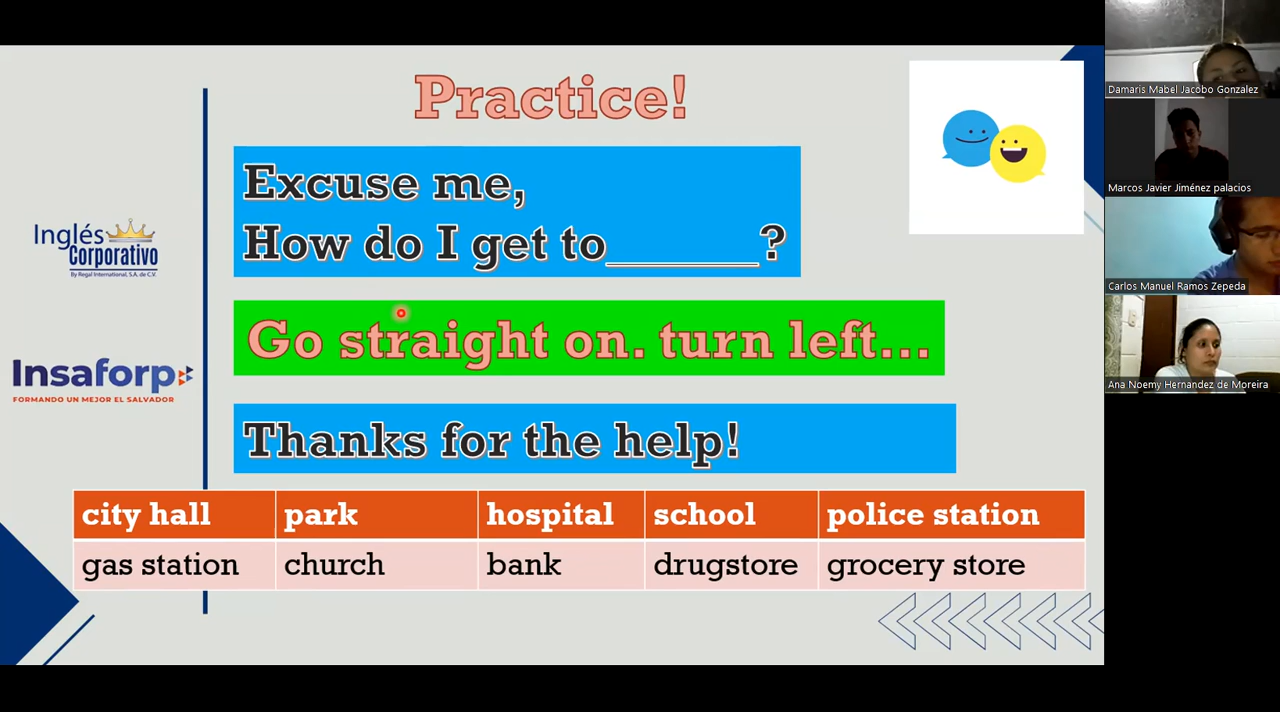 Practice!
Excuse me,
How do I get to______?
Go straight on. turn left...
Thanks for the help!
city hall park hospital school police station
gas station church bank drugstore grocery store
Inglés
Corporativo
By Regal International, S.A. de C.V.
Insaforp
FORMANDO UN MEJOR EL SALVADOR
Damaris Mabel Jacobo Gonzalez
Marcos Javier Jiménez palacios
Carlos Manuel Ramos Zepeda
Ana Noemy Hernandez de Moreira